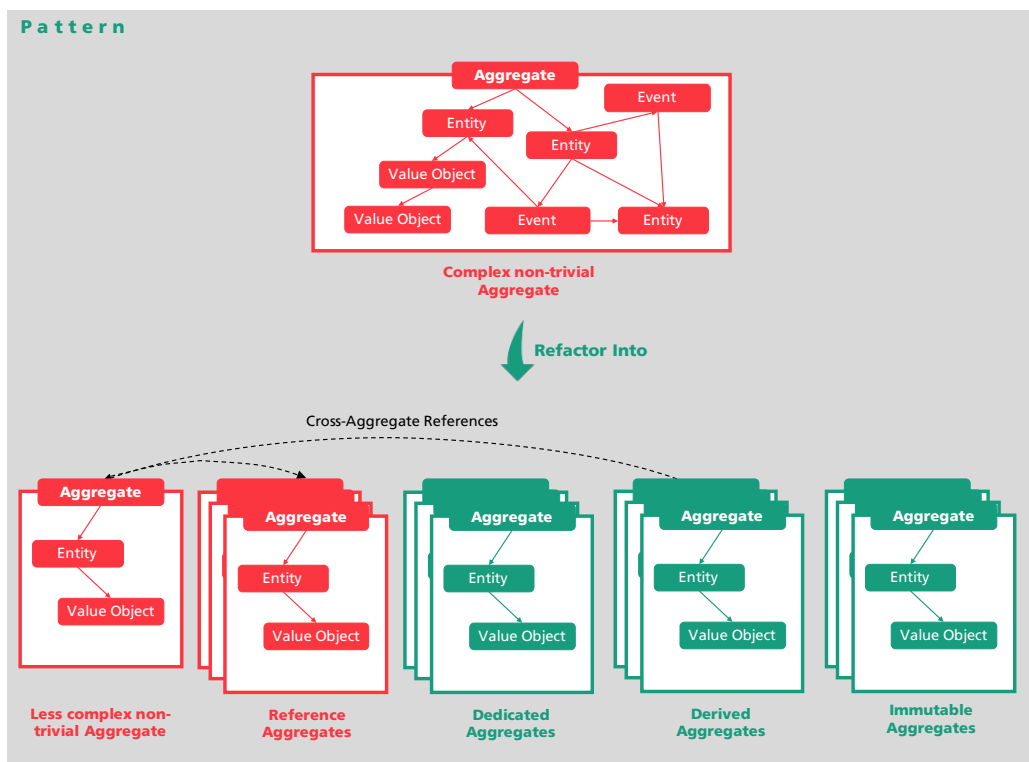 Pattern
Aggregate
Event
Entity
Entity
Value Object
Value Object
Event
Entity
Complex non-trivial
Aggregate
Refactor Into
Cross-Aggregate References
Aggregate
Entity
Value Object
Less complex non-
trivial Aggregate
Aggregate
Entity
Value Object
Reference
Aggregates
Aggregate
Entity
Value Object
Dedicated
Aggregates
Aggregate
Entity
Value Object
Derived
Aggregates
Aggregate
Entity
Value Object
Immutable
Aggregates